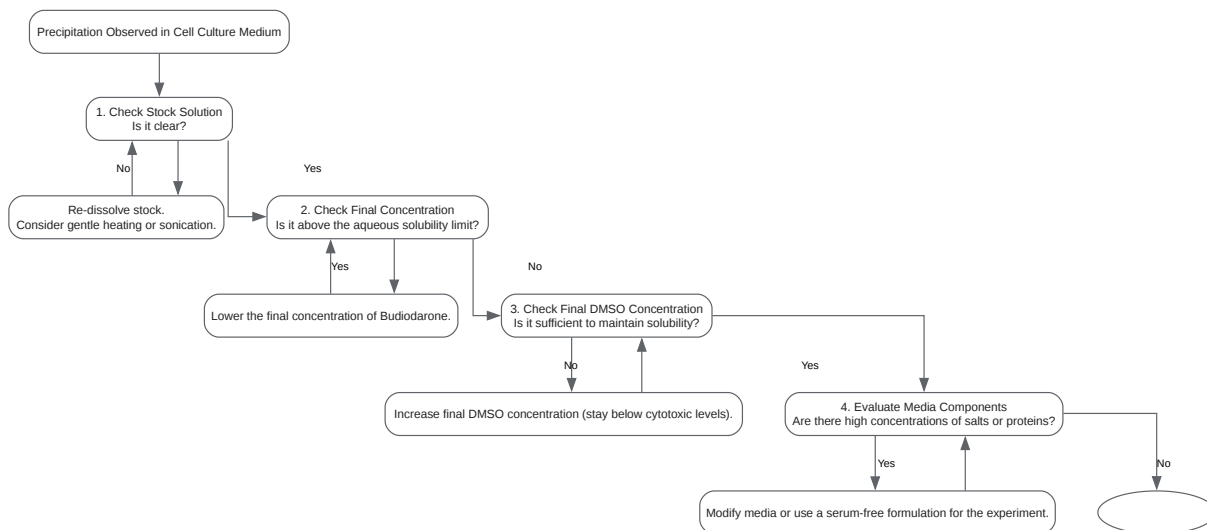 Precipitation Observed in Cell Culture Medium
1. Check Stock Solution
Is it clear?
No
Yes
Re-dissolve stock.
Consider gentle heating or sonication.
2. Check Final Concentration
Is it above the aqueous solubility limit?
Yes
No
Lower the final concentration of Budiodarone.
3. Check Final DMSO Concentration
Is it sufficient to maintain solubility?
No
Yes
Increase final DMSO concentration (stay below cytotoxic levels).
4. Evaluate Media Components
Are there high concentrations of salts or proteins?
Yes
No
Modify media or use a serum-free formulation for the experiment.